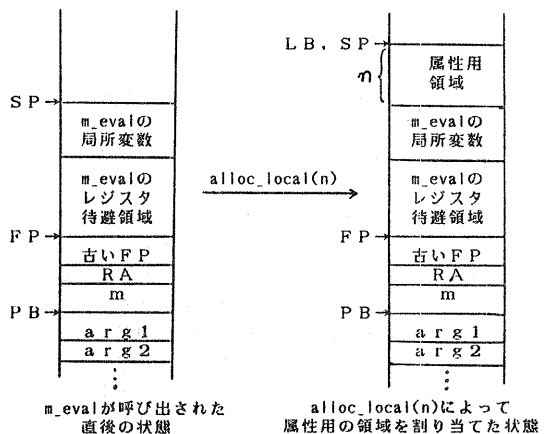 SP→
m_evalの
局所変数
m_evalの
レジスタ
待避領域
FP→
古いFP
RA
m
PB→
arg1
arg2
⋮
m_evalが呼び出された
直後の状態
alloc_local(n)
LB, SP→
n
属性用
領域
m_evalの
局所変数
m_evalの
レジスタ
待避領域
FP→
古いFP
RA
m
PB→
arg1
arg2
⋮
alloc_local(n)によって
属性用の領域を割り当てた状態